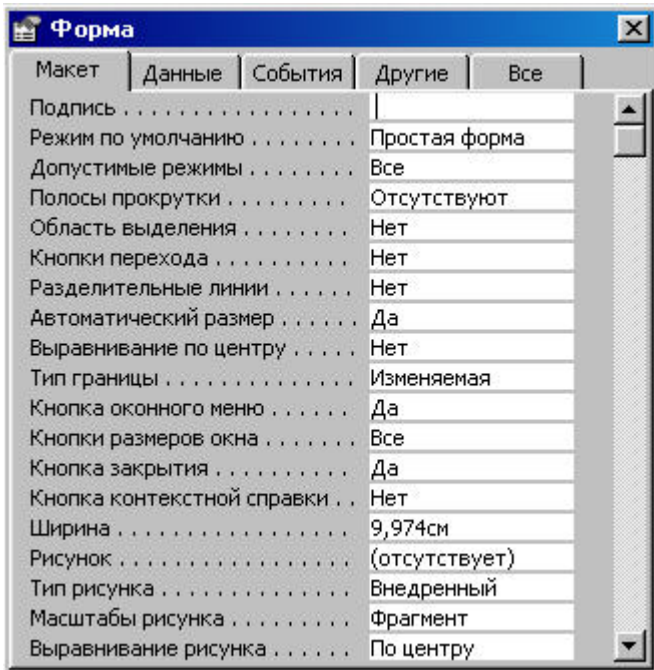 Форма
Макет Данные События Другие Все
Подпись . . . . . . . . . . . . . . . . . .
Режим по умолчанию . . . . . . . . Простая форма
Допустимые режимы . . . . . . . . Все
Полосы прокрутки . . . . . . . . . . Отсутствуют
Область выделения . . . . . . . . Нет
Кнопки перехода . . . . . . . . . . Нет
Разделительные линии . . . . . . Нет
Автоматический размер . . . . . . Да
Выравнивание по центру . . . . . Нет
Тип границы . . . . . . . . . . . . . . Изменяемая
Кнопка оконного меню . . . . . . Да
Кнопки размеров окна . . . . . . . Все
Кнопка закрытия . . . . . . . . . . Да
Кнопка контекстной справки . . Нет
Ширина . . . . . . . . . . . . . . . . . 9,974см
Рисунок . . . . . . . . . . . . . . . . . . (отсутствует)
Тип рисунка . . . . . . . . . . . . . . Внедренный
Масштабы рисунка . . . . . . . . . Фрагмент
Выравнивание рисунка . . . . . . По центру